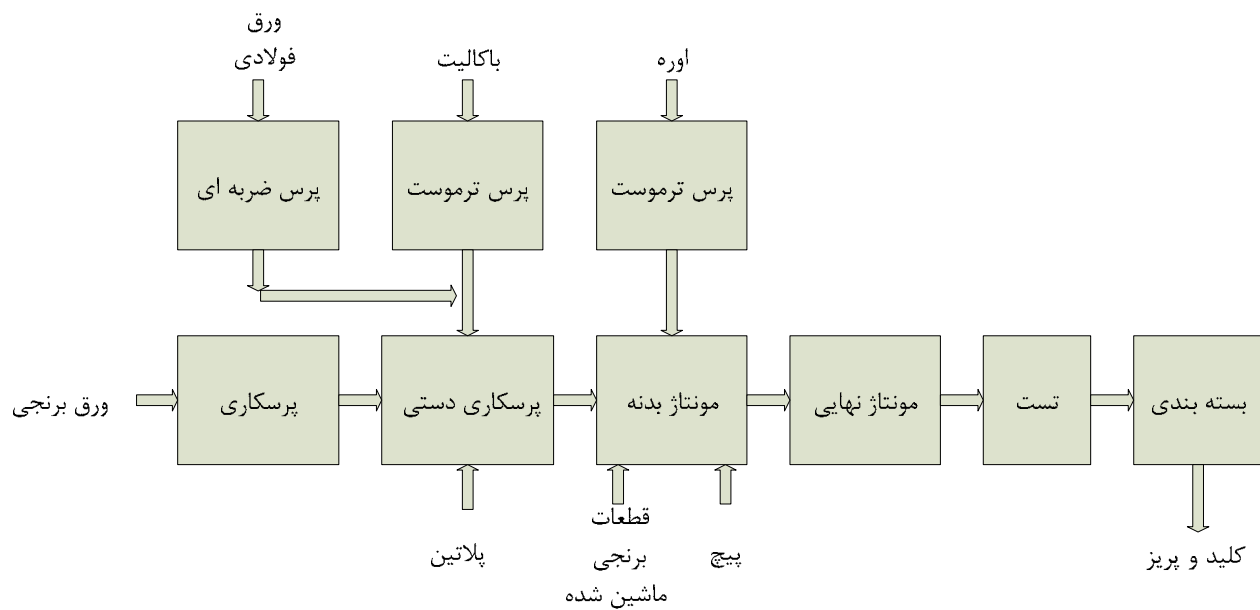 ورق
فولادی
باکالیت
اوره
پرس ضربه ای
پرس ترموست
پرس ترموست
ورق برنجی
پرسکاری
پرسکاری دستی
مونتاژ بدنه
مونتاژ نهایی
تست
بسته بندی
پلاتین
قطعات
برنجی
ماشین شده
پیچ
کلید و پریز